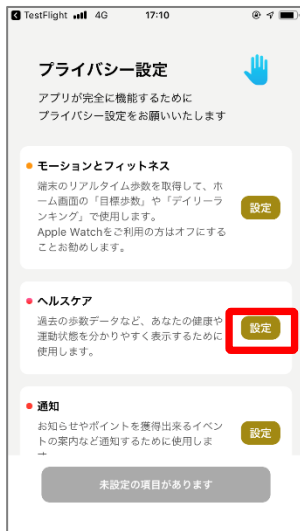 TestFlight 4G 17:10
プライバシー設定
アプリが完全に機能するために
プライバシー設定をお願いいたします
モーションとフィットネス
端末のリアルタイム歩数を取得して、ホ
ーム画面の「目標歩数」や「デイリーラ
ンキング」で使用します。
Apple Watchをご利用の方はオフにする
ことお勧めします。
設定
ヘルスケア
過去の歩数データなど、あなたの健康や
運動状態を分かりやすく表示するために
使用します。
設定
通知
お知らせやポイントを獲得出来るイベン
トの案内など通知するために使用しま
設定
未設定の項目があります